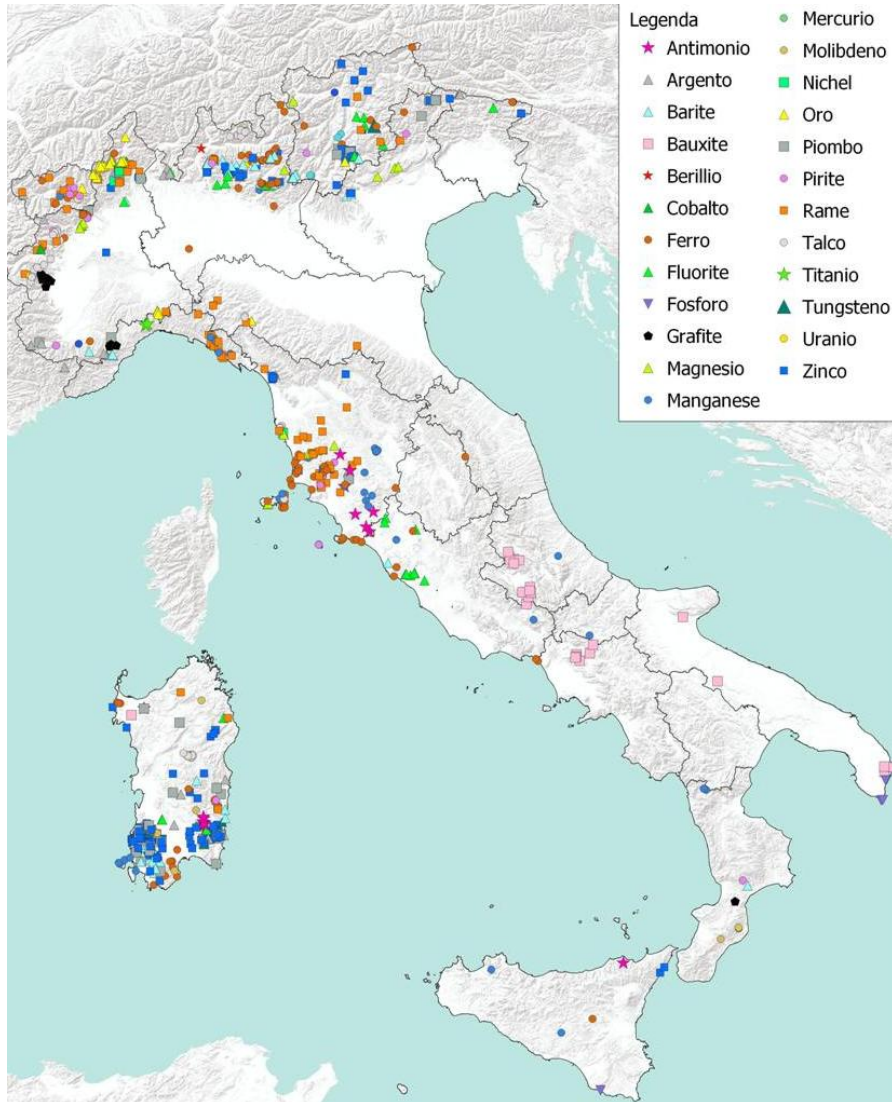 Legenda
Antimonio
Argento
Barite
Bauxite
Berillio
Cobalto
Ferro
Fluorite
Fosforo
Grafite
Magnesio
Manganese
Mercurio
Molibdeno
Nichel
Oro
Piombo
Pirite
Rame
Talco
Titanio
Tungsteno
Uranio
Zinco